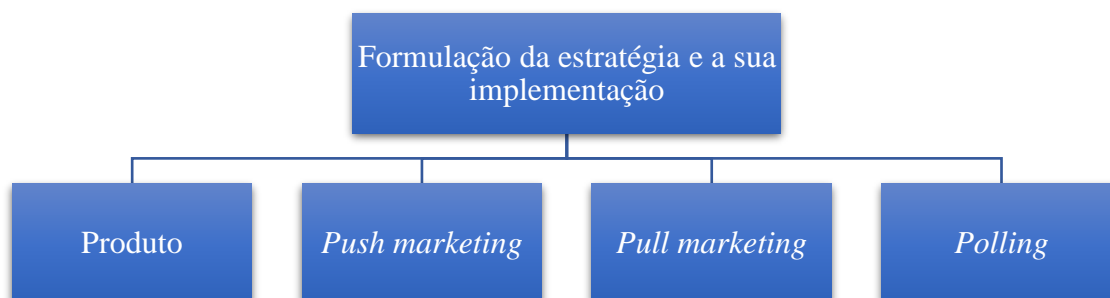 Formulação da estratégia e a sua
implementação
Produto
Push marketing
Pull marketing
Polling